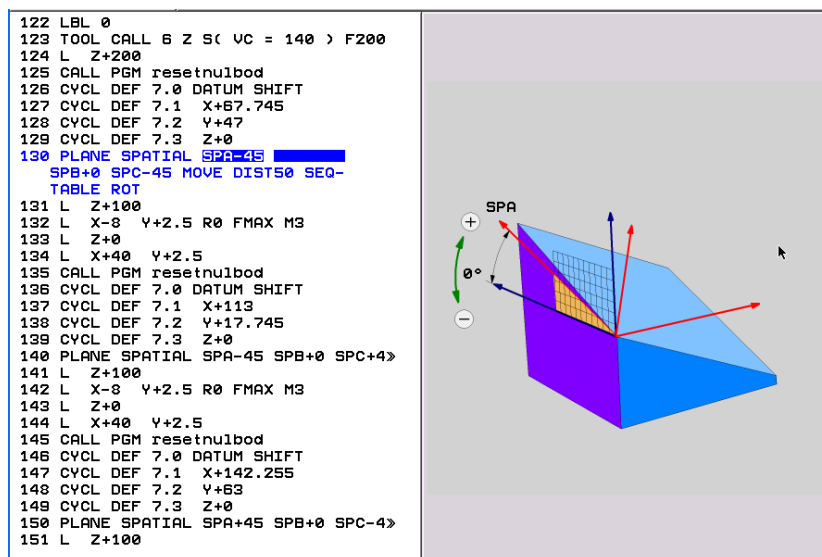 122 LBL 0
123 TOOL CALL 6 Z S( VC = 140 ) F200
124 L Z+200
125 CALL PGM resetnulbod
126 CYCL DEF 7.0 DATUM SHIFT
127 CYCL DEF 7.1 X+67.745
128 CYCL DEF 7.2 Y+47
129 CYCL DEF 7.3 Z+0
130 PLANE SPATIAL SPA-45
SPB+0 SPC-45 MOVE DIST50 SEQ-
TABLE ROT
131 L Z+100
132 L X-8 Y+2.5 R0 FMAX M3
133 L Z+0
134 L X+40 Y+2.5
135 CALL PGM resetnulbod
136 CYCL DEF 7.0 DATUM SHIFT
137 CYCL DEF 7.1 X+113
138 CYCL DEF 7.2 Y+17.745
139 CYCL DEF 7.3 Z+0
140 PLANE SPATIAL SPA-45 SPB+0 SPC+4»
141 L Z+100
142 L X-8 Y+2.5 R0 FMAX M3
143 L Z+0
144 L X+40 Y+2.5
145 CALL PGM resetnulbod
146 CYCL DEF 7.0 DATUM SHIFT
147 CYCL DEF 7.1 X+142.255
148 CYCL DEF 7.2 Y+63
149 CYCL DEF 7.3 Z+0
150 PLANE SPATIAL SPA+45 SPB+0 SPC-4»
151 L Z+100
SPA
+
0°
−